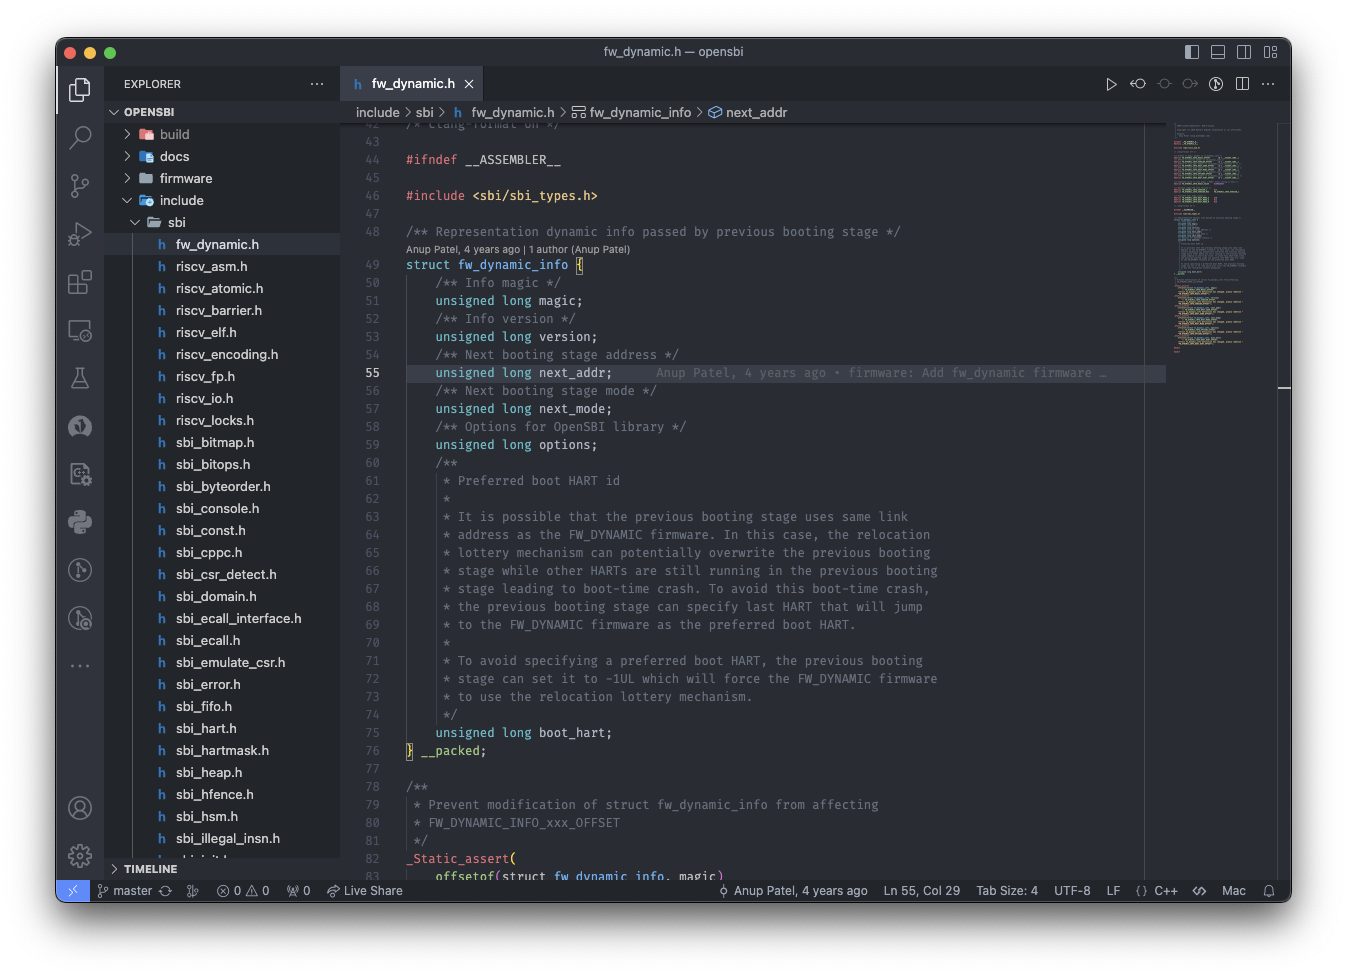 fw_dynamic.h — opensbi
EXPLORER
fw_dynamic.h
OPENSBI
build
docs
firmware
include
sbi
fw_dynamic.h
riscv_asm.h
riscv_atomic.h
riscv_barrier.h
riscv_elf.h
riscv_encoding.h
riscv_fp.h
riscv_io.h
riscv_locks.h
sbi_bitmap.h
sbi_bitops.h
sbi_byteorder.h
sbi_console.h
sbi_const.h
sbi_cppc.h
sbi_csr_detect.h
sbi_domain.h
sbi_ecall_interface.h
sbi_ecall.h
sbi_emulate_csr.h
sbi_error.h
sbi_fifo.h
sbi_hart.h
sbi_hartmask.h
sbi_heap.h
sbi_hfence.h
sbi_hsm.h
sbi_illegal_insn.h
TIMELINE
include > sbi > h fw_dynamic.h > fw_dynamic_info > next_addr
42 /* clang-format on */
43
44 #ifndef __ASSEMBLER__
45
46 #include <sbi/sbi_types.h>
47
48 /** Representation dynamic info passed by previous booting stage */
Anup Patel, 4 years ago | 1 author (Anup Patel)
49 struct fw_dynamic_info {
50 /** Info magic */
51 unsigned long magic;
52 /** Info version */
53 unsigned long version;
54 /** Next booting stage address */
55 unsigned long next_addr; Anup Patel, 4 years ago • firmware: Add fw_dynamic firmware …
56 /** Next booting stage mode */
57 unsigned long next_mode;
58 /** Options for OpenSBI library */
59 unsigned long options;
60 /**
61 * Preferred boot HART id
62 *
63 * It is possible that the previous booting stage uses same link
64 * address as the FW_DYNAMIC firmware. In this case, the relocation
65 * lottery mechanism can potentially overwrite the previous booting
66 * stage while other HARTs are still running in the previous booting
67 * stage leading to boot-time crash. To avoid this boot-time crash,
68 * the previous booting stage can specify last HART that will jump
69 * to the FW_DYNAMIC firmware as the preferred boot HART.
70 *
71 * To avoid specifying a preferred boot HART, the previous booting
72 * stage can set it to -1UL which will force the FW_DYNAMIC firmware
73 * to use the relocation lottery mechanism.
74 */
75 unsigned long boot_hart;
76 } __packed;
77
78 /**
79 * Prevent modification of struct fw_dynamic_info from affecting
80 * FW_DYNAMIC_INFO_xxx_OFFSET
81 */
82 _Static_assert(
83 offsetof(struct fw_dynamic_info, magic)
master 0 0 0 Live Share Anup Patel, 4 years ago Ln 55, Col 29 Tab Size: 4 UTF-8 LF {} C++ Mac